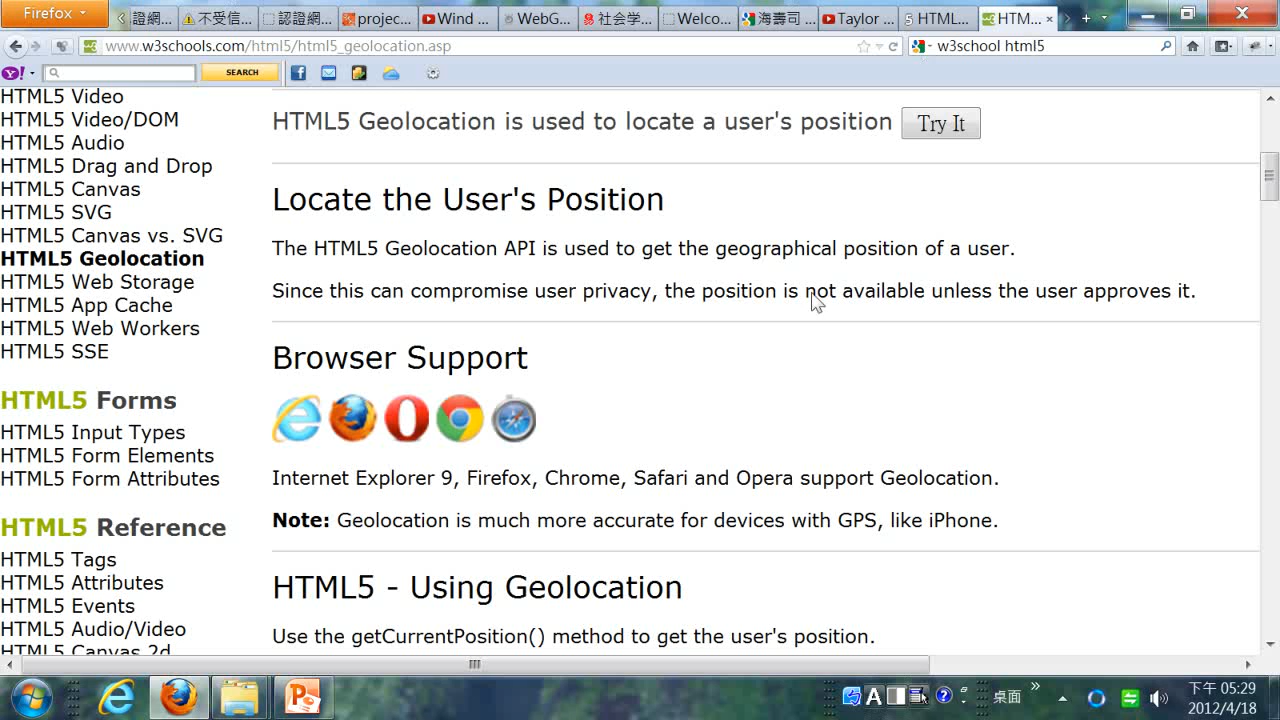 Firefox
證網...
不受信...
認證網...
projec...
Wind ...
WebG...
社会学...
Welco...
海壽司 ...
Taylor ...
HTML...
HTM...
www.w3schools.com/html5/html5_geolocation.asp
w3school html5
Y!
SEARCH
HTML5 Video
HTML5 Video/DOM
HTML5 Audio
HTML5 Drag and Drop
HTML5 Canvas
HTML5 SVG
HTML5 Canvas vs. SVG
HTML5 Geolocation
HTML5 Web Storage
HTML5 App Cache
HTML5 Web Workers
HTML5 SSE
HTML5 Forms
HTML5 Input Types
HTML5 Form Elements
HTML5 Form Attributes
HTML5 Reference
HTML5 Tags
HTML5 Attributes
HTML5 Events
HTML5 Audio/Video
HTML5 Canvas 2d
HTML5 Geolocation is used to locate a user's position Try It
Locate the User's Position
The HTML5 Geolocation API is used to get the geographical position of a user.
Since this can compromise user privacy, the position is not available unless the user approves it.
Browser Support
Internet Explorer 9, Firefox, Chrome, Safari and Opera support Geolocation.
Note: Geolocation is much more accurate for devices with GPS, like iPhone.
HTML5 - Using Geolocation
Use the getCurrentPosition() method to get the user's position.
A
桌面
下午 05:29
2012/4/18